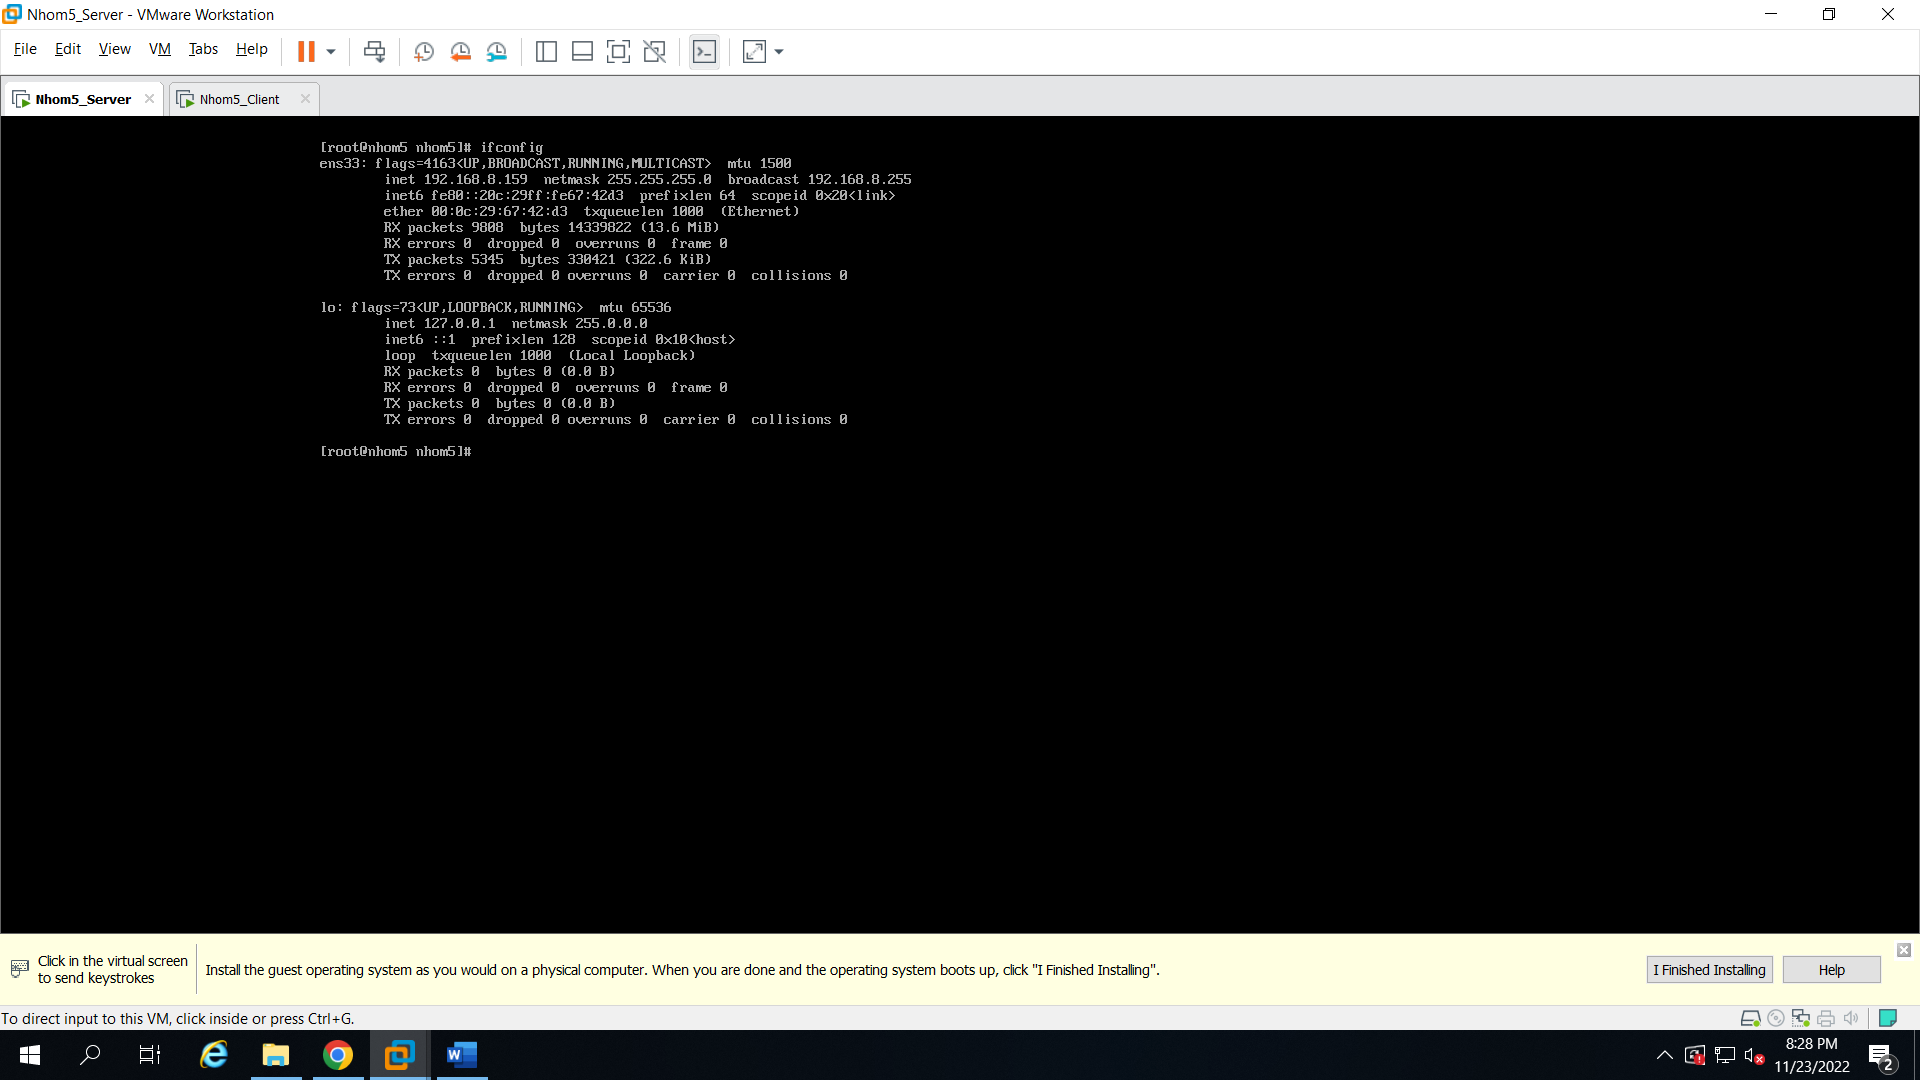 Nhom5_Server - VMware Workstation
File Edit View VM Tabs Help
Nhom5_Server Nhom5_Client
[root@nhom5 nhom5]# ifconfig
ens33: flags=4163<UP,BROADCAST,RUNNING,MULTICAST>  mtu 1500
inet 192.168.8.159  netmask 255.255.255.0  broadcast 192.168.8.255
inet6 fe80::20c:29ff:fe67:42d3  prefixlen 64  scopeid 0x20<link>
ether 00:0c:29:67:42:d3  txqueuelen 1000  (Ethernet)
RX packets 9808  bytes 14339822 (13.6 MiB)
RX errors 0  dropped 0  overruns 0  frame 0
TX packets 5345  bytes 330421 (322.6 KiB)
TX errors 0  dropped 0 overruns 0  carrier 0  collisions 0
lo: flags=73<UP,LOOPBACK,RUNNING>  mtu 65536
inet 127.0.0.1  netmask 255.0.0.0
inet6 ::1  prefixlen 128  scopeid 0x10<host>
loop  txqueuelen 1000  (Local Loopback)
RX packets 0  bytes 0 (0.0 B)
RX errors 0  dropped 0  overruns 0  frame 0
TX packets 0  bytes 0 (0.0 B)
TX errors 0  dropped 0 overruns 0  carrier 0  collisions 0
[root@nhom5 nhom5]#
Click in the virtual screen
to send keystrokes
Install the guest operating system as you would on a physical computer. When you are done and the operating system boots up, click "I Finished Installing".
I Finished Installing
Help
To direct input to this VM, click inside or press Ctrl+G.
8:28 PM
11/23/2022
2